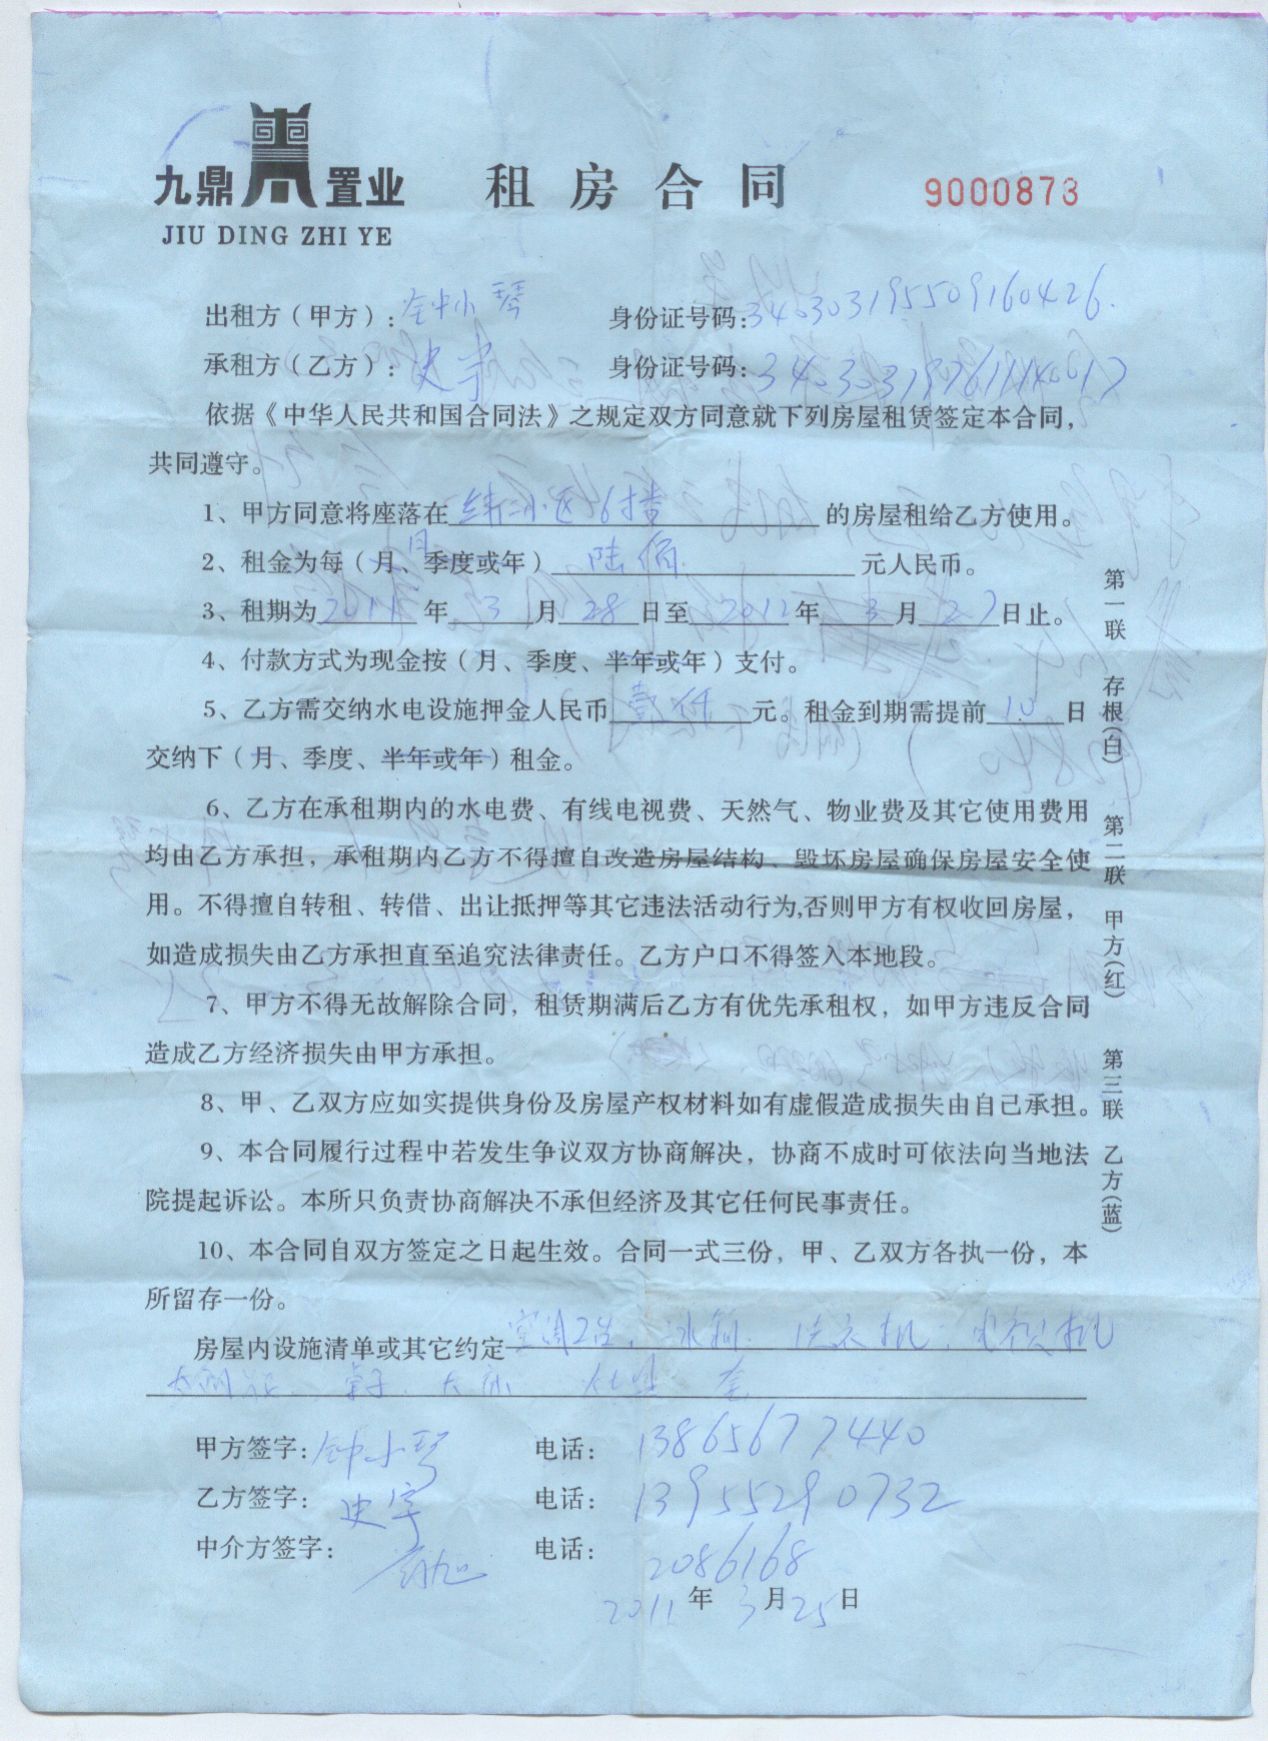 九鼎置业 租房合同 9000873
JIU DING ZHI YE
出租方（甲方）：钟小琴 身份证号码：340303195509160426.
承租方（乙方）：史宇 身份证号码：
依据《中华人民共和国合同法》之规定双方同意就下列房屋租赁签定本合同，
共同遵守。
1、甲方同意将座落在 纬二小区6楼 的房屋租给乙方使用。
2、租金为每（月、季度或年）月 陆佰 元人民币。
3、租期为2011年3月28日至2012年3月27日止。
4、付款方式为现金按（月、季度、半年或年）支付。
5、乙方需交纳水电设施押金人民币 壹仟 元。租金到期需提前10日
交纳下（月、季度、半年或年）租金。
6、乙方在承租期内的水电费、有线电视费、天然气、物业费及其它使用费用
均由乙方承担，承租期内乙方不得擅自改造房屋结构、毁坏房屋确保房屋安全使
用。不得擅自转租、转借、出让抵押等其它违法活动行为,否则甲方有权收回房屋，
如造成损失由乙方承担直至追究法律责任。乙方户口不得签入本地段。
7、甲方不得无故解除合同，租赁期满后乙方有优先承租权，如甲方违反合同
造成乙方经济损失由甲方承担。
8、甲、乙双方应如实提供身份及房屋产权材料如有虚假造成损失由自己承担。
9、本合同履行过程中若发生争议双方协商解决，协商不成时可依法向当地法
院提起诉讼。本所只负责协商解决不承但经济及其它任何民事责任。
10、本合同自双方签定之日起生效。合同一式三份，甲、乙双方各执一份，本
所留存一份。
房屋内设施清单或其它约定 空调2台，冰箱、洗衣机、电视机
桌子、大床
甲方签字：钟小琴 电话：13865677440
乙方签字：史宇 电话：13955290732
中介方签字： 电话：2086168
2011年3月25日
第一联 存根(白) 第二联 甲方(红) 第三联 乙方(蓝)